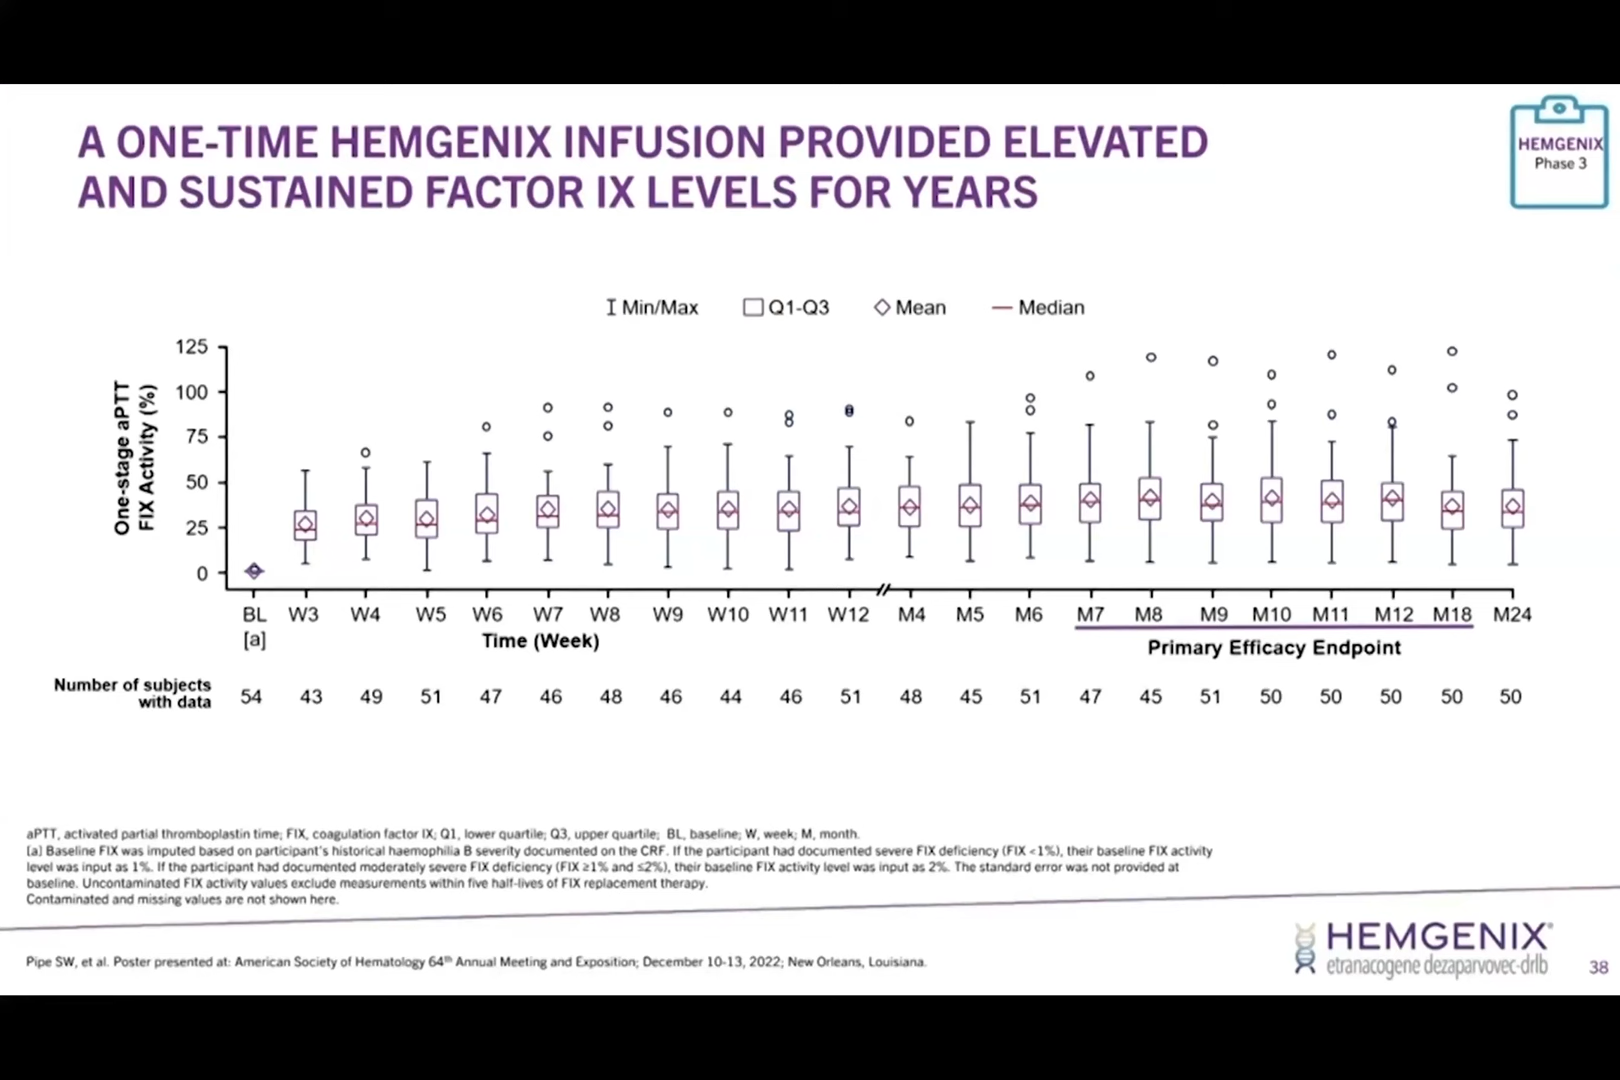 A ONE-TIME HEMGENIX INFUSION PROVIDED ELEVATED
AND SUSTAINED FACTOR IX LEVELS FOR YEARS
HEMGENIX
Phase 3
Min/Max Q1-Q3 Mean Median
One-stage aPTT
FIX Activity (%)
125
100
75
50
25
0
BL W3 W4 W5 W6 W7 W8 W9 W10 W11 W12 M4 M5 M6 M7 M8 M9 M10 M11 M12 M18 M24
[a]
Time (Week)
Primary Efficacy Endpoint
Number of subjects
with data
54 43 49 51 47 46 48 46 44 46 51 48 45 51 47 45 51 50 50 50 50 50
aPTT, activated partial thromboplastin time; FIX, coagulation factor IX; Q1, lower quartile; Q3, upper quartile; BL, baseline; W, week; M, month.
[a] Baseline FIX was imputed based on participant's historical haemophilia B severity documented on the CRF. If the participant had documented severe FIX deficiency (FIX <1%), their baseline FIX activity
level was input as 1%. If the participant had documented moderately severe FIX deficiency (FIX ≥1% and ≤2%), their baseline FIX activity level was input as 2%. The standard error was not provided at
baseline. Uncontaminated FIX activity values exclude measurements within five half-lives of FIX replacement therapy.
Contaminated and missing values are not shown here.
Pipe SW, et al. Poster presented at: American Society of Hematology 64th Annual Meeting and Exposition; December 10-13, 2022; New Orleans, Louisiana.
HEMGENIX®
etranacogene dezaparvovec-drlb
38